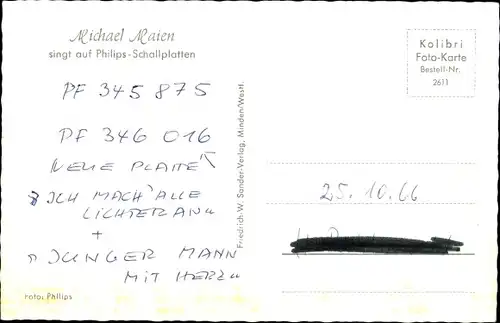 Michael Maien
singt auf Philips-Schallplatten
PF 345 875
PF 346 016
NEUE PLATTE
"ICH MACH' ALLE
LICHTER AN"
+
"JUNGER MANN
MIT HERZ"
Foto: Philips
Friedrich-W. Sander-Verlag, Minden/Westf.
Kolibri
Foto-Karte
Bestell-Nr.
2611
25. 10. 66